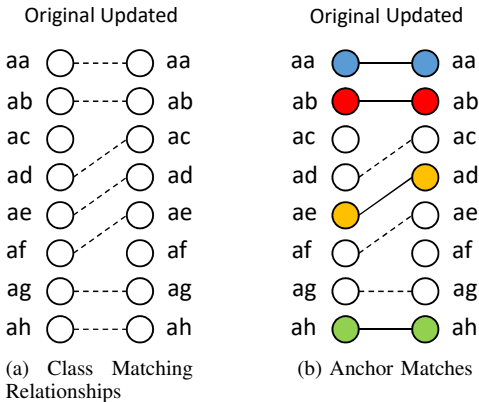 Original Updated
aa aa
ab ab
ac ac
ad ad
ae ae
af af
ag ag
ah ah
(a) Class Matching
Relationships
Original Updated
aa aa
ab ab
ac ac
ad ad
ae ae
af af
ag ag
ah ah
(b) Anchor Matches